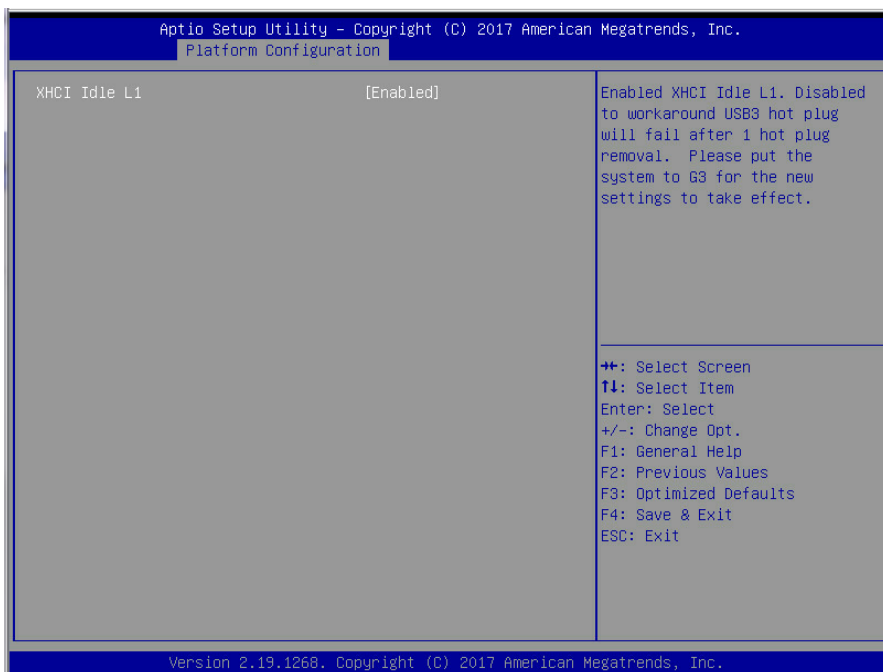 Aptio Setup Utility – Copyright (C) 2017 American Megatrends, Inc.
Platform Configuration
XHCI Idle L1 [Enabled]
Enabled XHCI Idle L1. Disabled
to workaround USB3 hot plug
will fail after 1 hot plug
removal. Please put the
system to G3 for the new
settings to take effect.
→←: Select Screen
↑↓: Select Item
Enter: Select
+/-: Change Opt.
F1: General Help
F2: Previous Values
F3: Optimized Defaults
F4: Save & Exit
ESC: Exit
Version 2.19.1268. Copyright (C) 2017 American Megatrends, Inc.